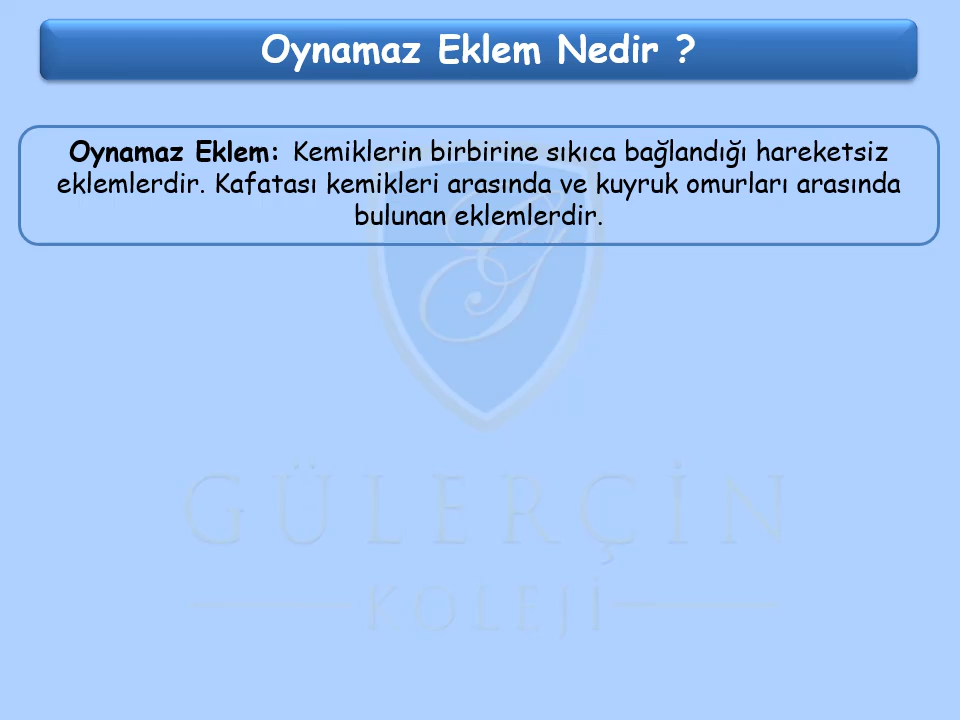 Oynamaz Eklem Nedir ?
Oynamaz Eklem: Kemiklerin birbirine sıkıca bağlandığı hareketsiz
eklemlerdir. Kafatası kemikleri arasında ve kuyruk omurları arasında
bulunan eklemlerdir.
G
GÜLERÇİN
KOLEJİ